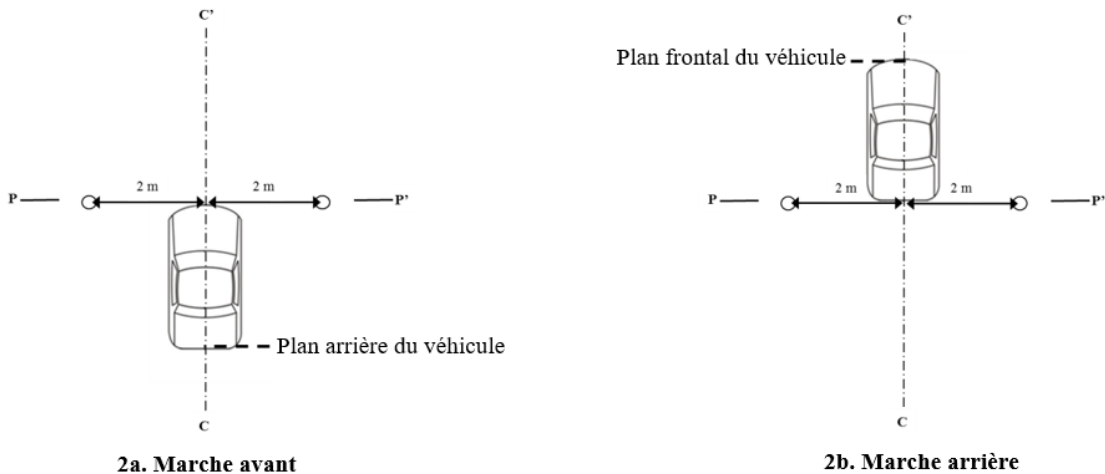 C'
2 m
2 m
P
P'
Plan arrière du véhicule
C
2a. Marche avant
C'
Plan frontal du véhicule
2 m
2 m
P
P'
C
2b. Marche arrière